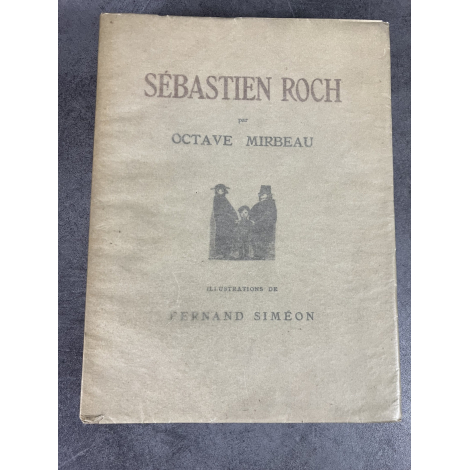 SÉBASTIEN ROCH
par
OCTAVE MIRBEAU
ILLUSTRATIONS DE
FERNAND SIMÉON